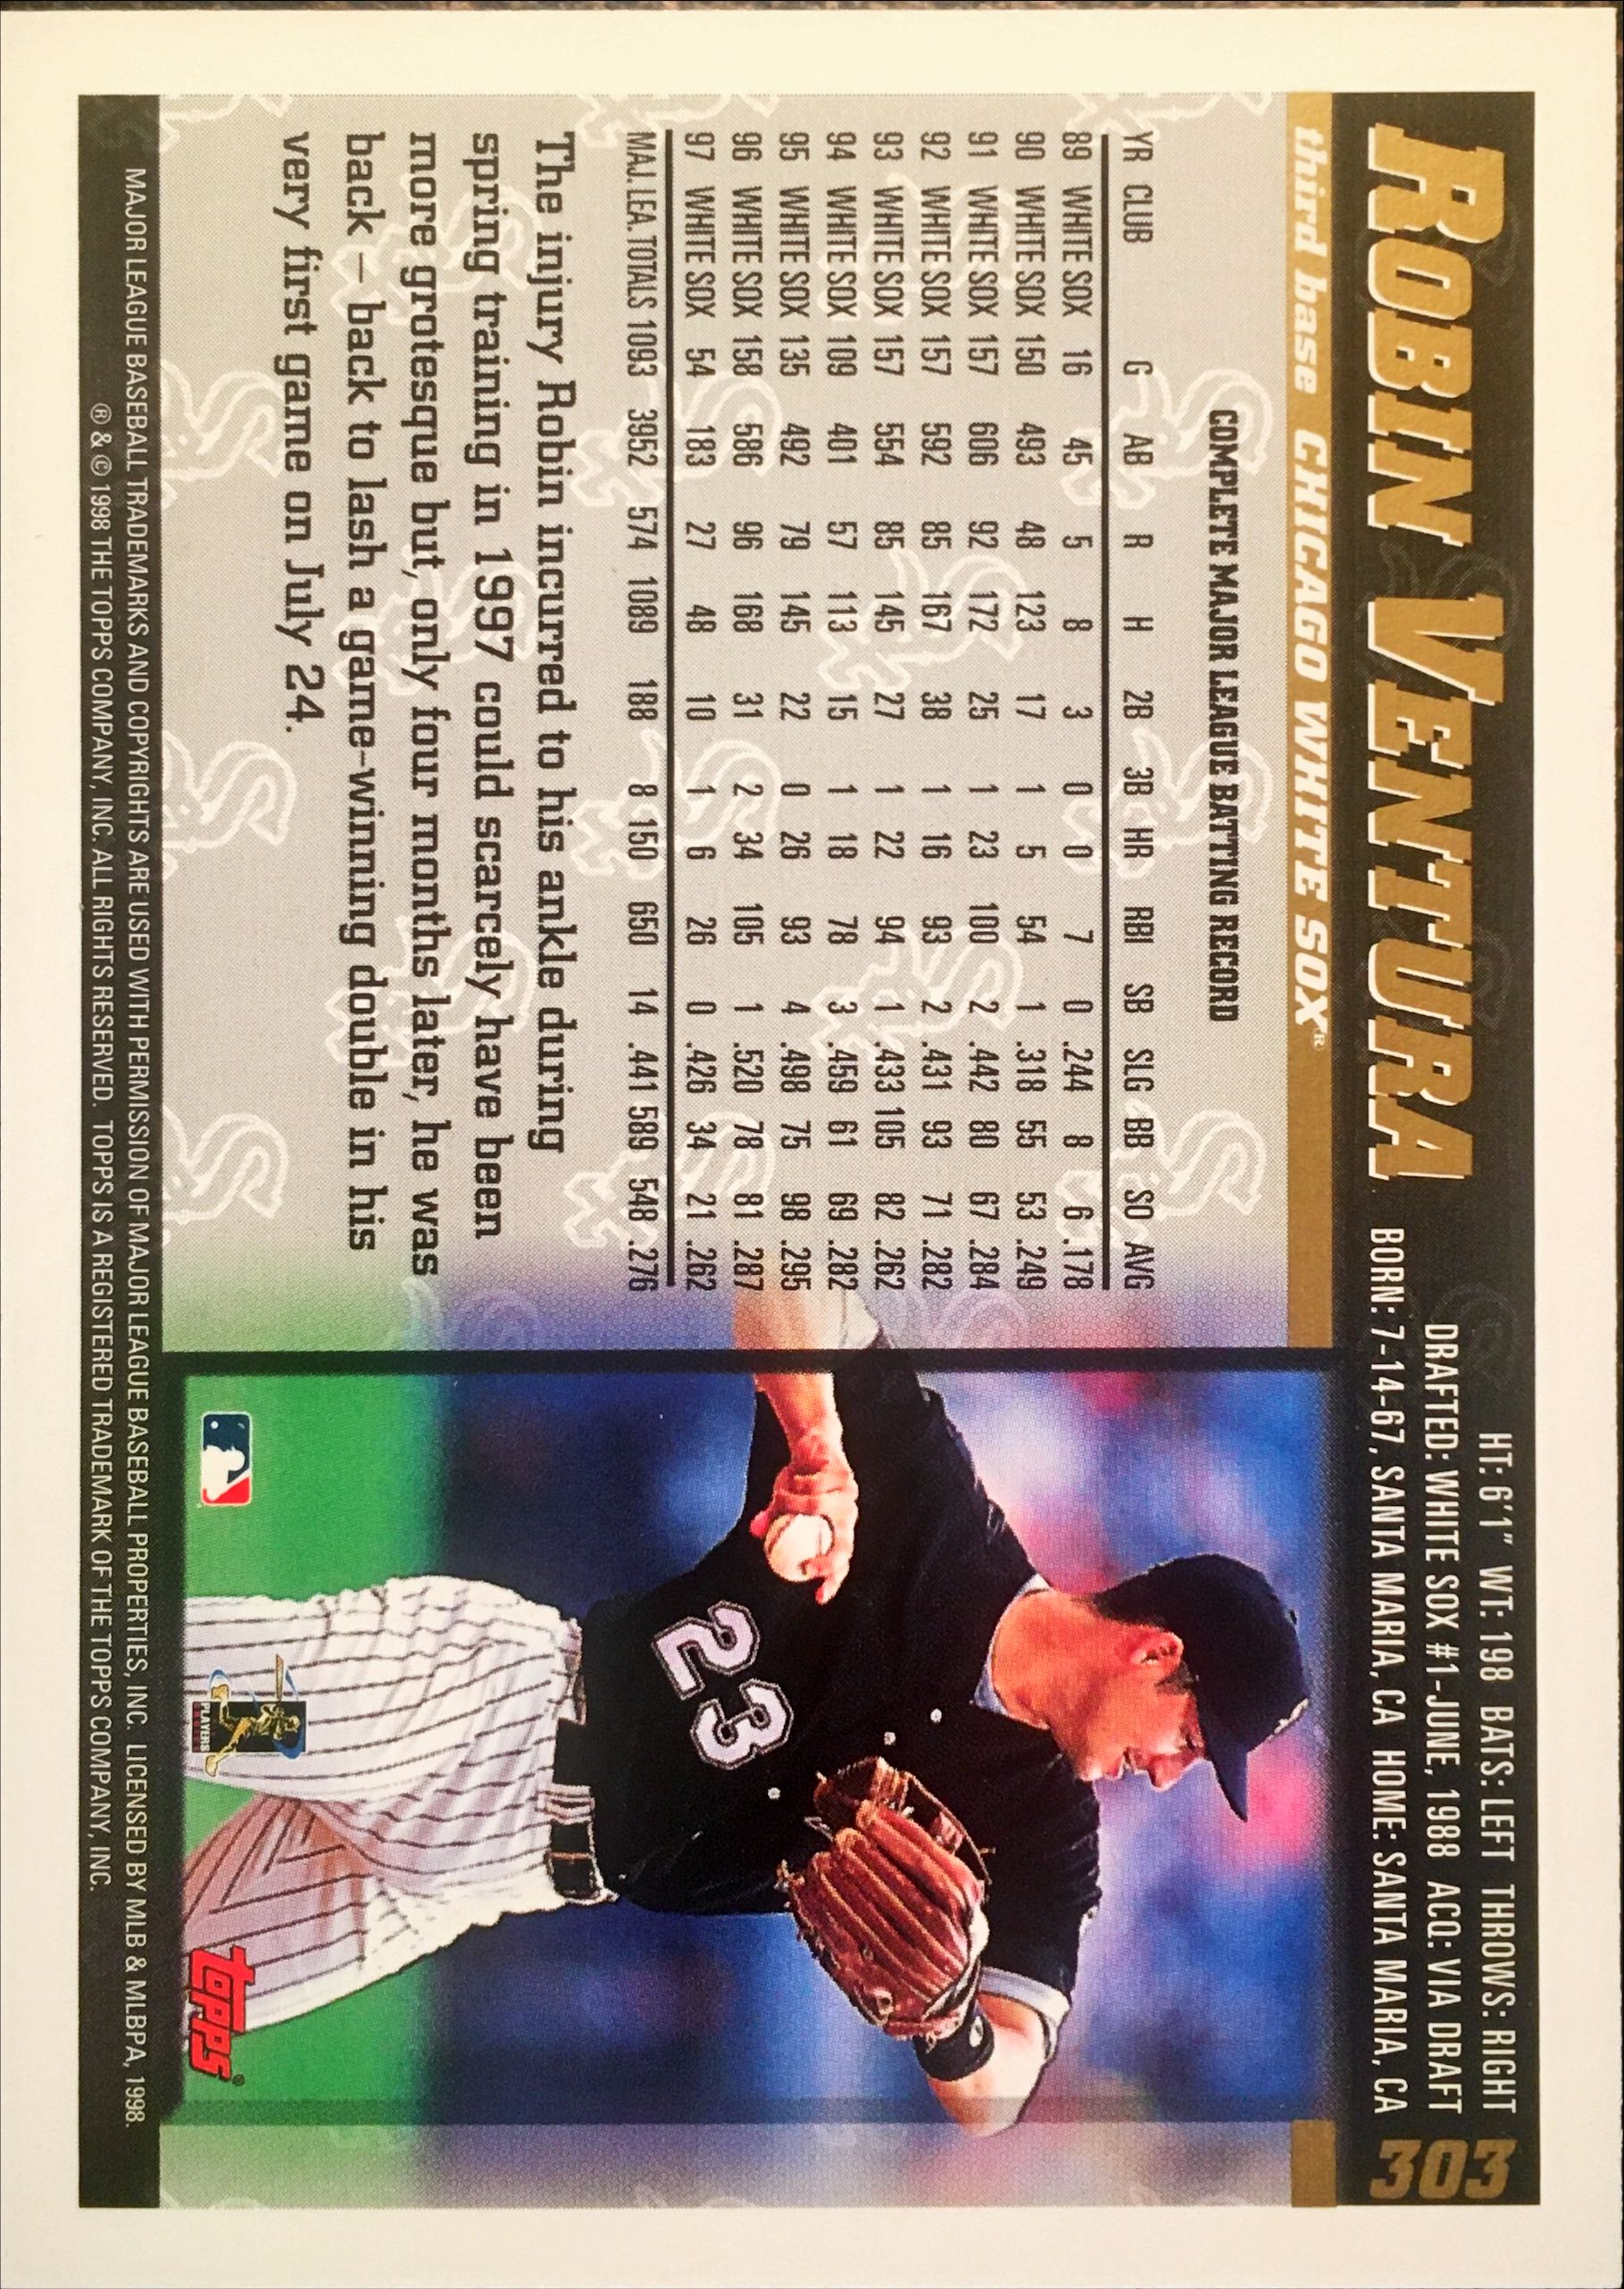 ROBIN VENTURA
HT: 6'1" WT: 198 BATS: LEFT THROWS: RIGHT
DRAFTED: WHITE SOX #1-JUNE, 1988 ACQ: VIA DRAFT
BORN: 7-14-67, SANTA MARIA, CA HOME: SANTA MARIA, CA
303
third base CHICAGO WHITE SOX®
COMPLETE MAJOR LEAGUE BATTING RECORD
YR CLUB G AB R H 2B 3B HR RBI SB SLG BB SO AVG
89 WHITE SOX 16 45 5 8 3 0 0 7 0 .244 8 6 .178
90 WHITE SOX 150 493 48 123 17 1 5 54 1 .318 55 53 .249
91 WHITE SOX 157 606 92 172 25 1 23 100 2 .442 80 67 .284
92 WHITE SOX 157 592 85 167 38 1 16 93 2 .431 93 71 .282
93 WHITE SOX 157 554 85 145 27 1 22 94 1 .433 105 82 .262
94 WHITE SOX 109 401 57 113 15 1 18 78 3 .459 61 69 .282
95 WHITE SOX 135 492 79 145 22 0 26 93 4 .498 75 98 .295
96 WHITE SOX 158 586 96 168 31 2 34 105 1 .520 78 81 .287
97 WHITE SOX 54 183 27 48 10 1 6 26 0 .426 34 21 .262
MAJ. LEA. TOTALS 1093 3952 574 1089 188 8 150 650 14 .441 589 548 .276
The injury Robin incurred to his ankle during
spring training in 1997 could scarcely have been
more grotesque but, only four months later, he was
back – back to lash a game-winning double in his
very first game on July 24.
23
PLAYERS
TOPPS®
MAJOR LEAGUE BASEBALL TRADEMARKS AND COPYRIGHTS ARE USED WITH PERMISSION OF MAJOR LEAGUE BASEBALL PROPERTIES, INC. LICENSED BY MLB & MLBPA, 1998.
® & © 1998 THE TOPPS COMPANY, INC. ALL RIGHTS RESERVED. TOPPS IS A REGISTERED TRADEMARK OF THE TOPPS COMPANY, INC.